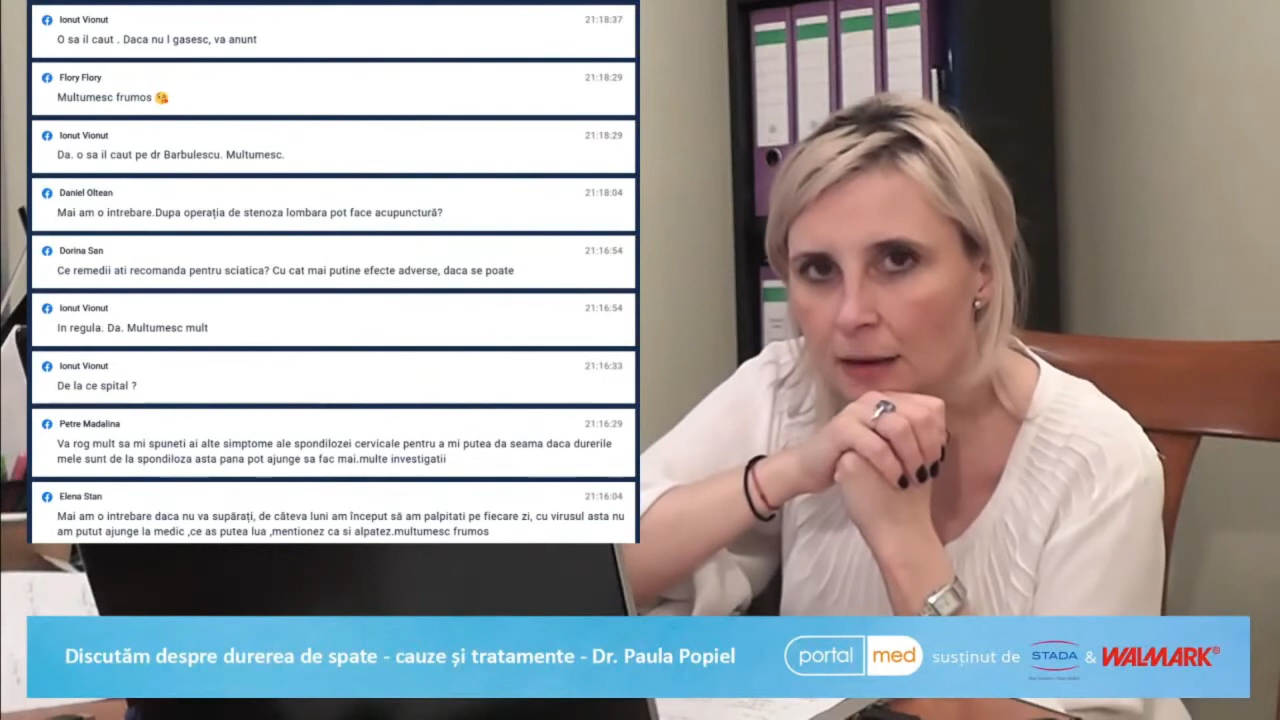 Ionut Vionut 21:18:37
O sa il caut . Daca nu l gasesc, va anunt
Flory Flory 21:18:29
Multumesc frumos 😘
Ionut Vionut 21:18:29
Da. o sa il caut pe dr Barbulescu. Multumesc.
Daniel Oltean 21:18:04
Mai am o intrebare.Dupa operația de stenoza lombara pot face acupunctură?
Dorina San 21:16:54
Ce remedii ati recomanda pentru sciatica? Cu cat mai putine efecte adverse, daca se poate
Ionut Vionut 21:16:54
In regula. Da. Multumesc mult
Ionut Vionut 21:16:33
De la ce spital ?
Petre Madalina 21:16:29
Va rog mult sa mi spuneti ai alte simptome ale spondilozei cervicale pentru a mi putea da seama daca durerile
mele sunt de la spondiloza asta pana pot ajunge sa fac mai.multe investigatii
Elena Stan 21:16:04
Mai am o intrebare daca nu va supărați, de câteva luni am început să am palpitati pe fiecare zi, cu virusul asta nu
am putut ajunge la medic ,ce as putea lua ,mentionez ca si alpatez.multumesc frumos
Discutăm despre durerea de spate - cauze și tratamente - Dr. Paula Popiel
portal med susținut de STADA & WALMARK®